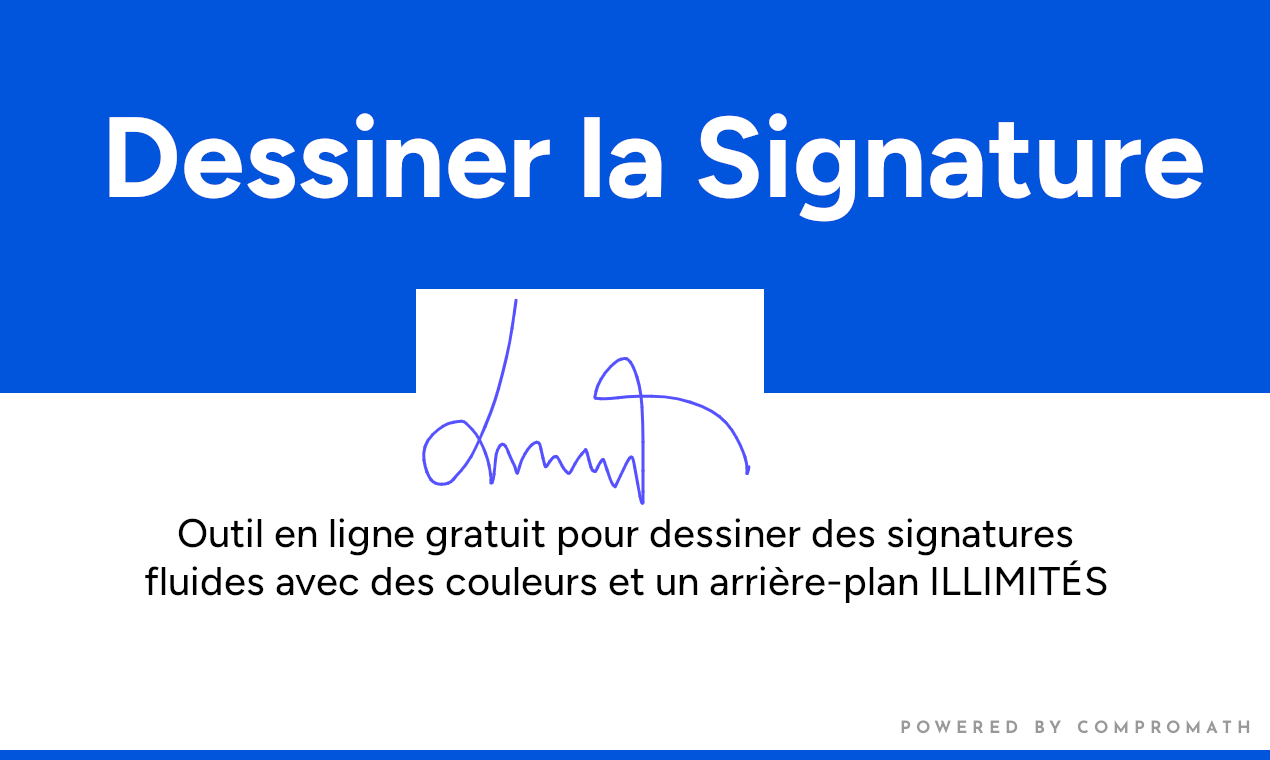 Dessiner la Signature
Outil en ligne gratuit pour dessiner des signatures
fluides avec des couleurs et un arrière-plan ILLIMITÉS
POWERED BY COMPROMATH